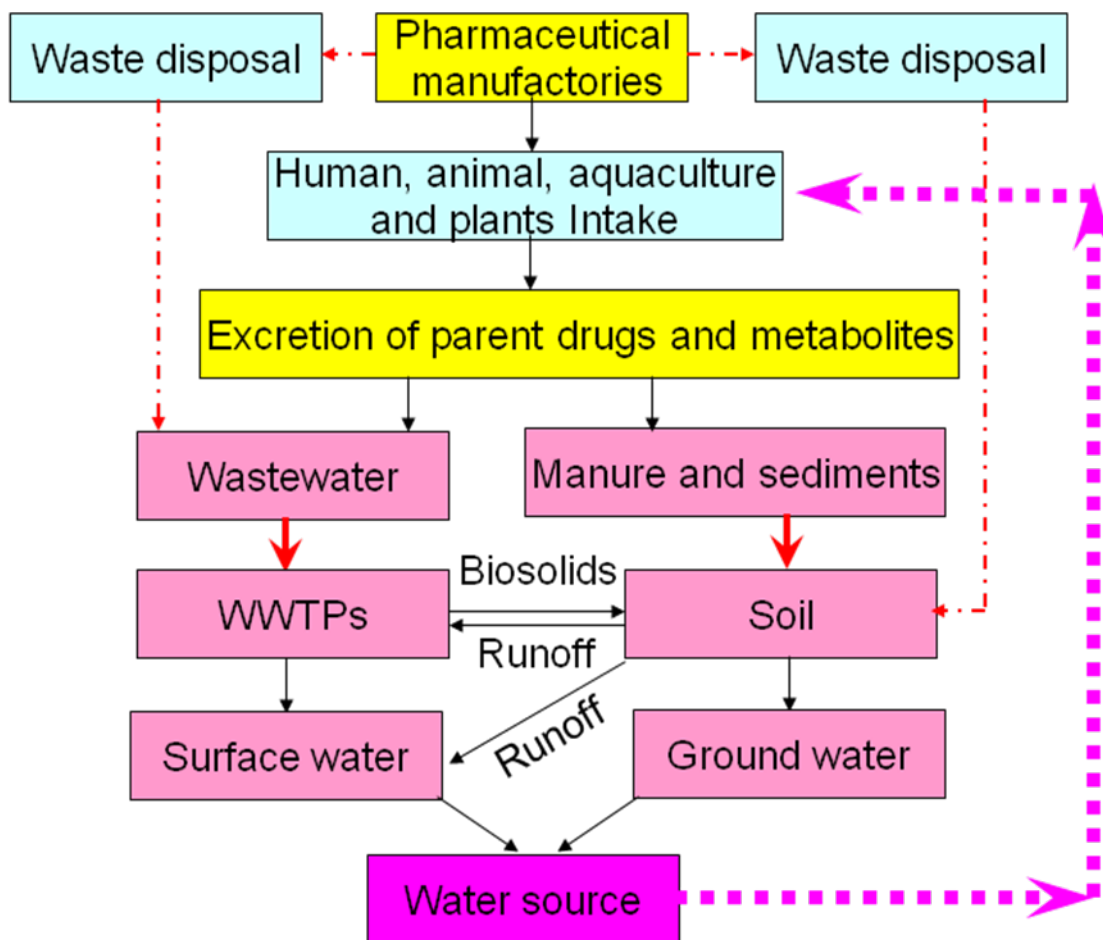 Waste disposal
Pharmaceutical
manufactories
Waste disposal
Human, animal, aquaculture
and plants Intake
Excretion of parent drugs and metabolites
Wastewater
Manure and sediments
Biosolids
WWTPs
Soil
Runoff
Runoff
Surface water
Ground water
Water source